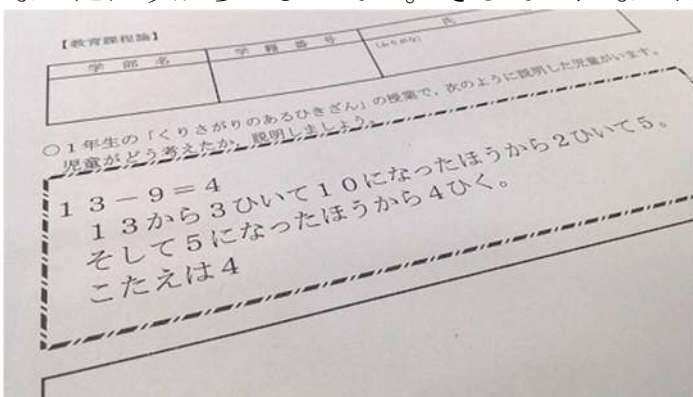 【教育課程論】
学部名 学籍番号 氏
(ふりがな)
○1年生の「くりさがりのあるひきざん」の授業で、次のように説明した児童がいます。
児童がどう考えたか、説明しましょう。
13-9=4
13から3ひいて10になったほうから2ひいて5。
そして5になったほうから4ひく。
こたえは4